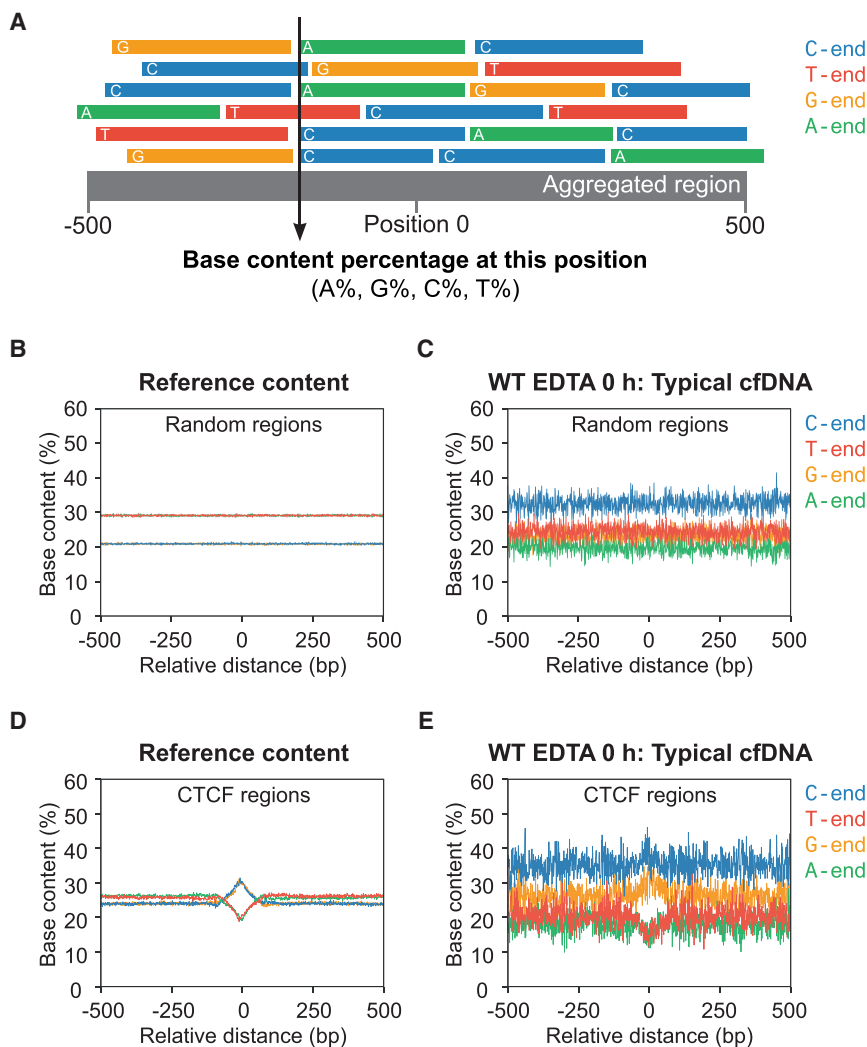 A
G A C C-end
C G T T-end
C A G C G-end
A T C T A-end
T C A C
G C C A
Aggregated region
-500 Position 0 500
Base content percentage at this position
(A%, G%, C%, T%)
B
Reference content
Random regions
Base content (%)
60
50
40
30
20
10
0
-500 -250 0 250 500
Relative distance (bp)
C
WT EDTA 0 h: Typical cfDNA
Random regions
Base content (%)
60
50
40
30
20
10
0
-500 -250 0 250 500
Relative distance (bp)
C-end
T-end
G-end
A-end
D
Reference content
CTCF regions
Base content (%)
60
50
40
30
20
10
0
-500 -250 0 250 500
Relative distance (bp)
E
WT EDTA 0 h: Typical cfDNA
CTCF regions
Base content (%)
60
50
40
30
20
10
0
-500 -250 0 250 500
Relative distance (bp)
C-end
T-end
G-end
A-end